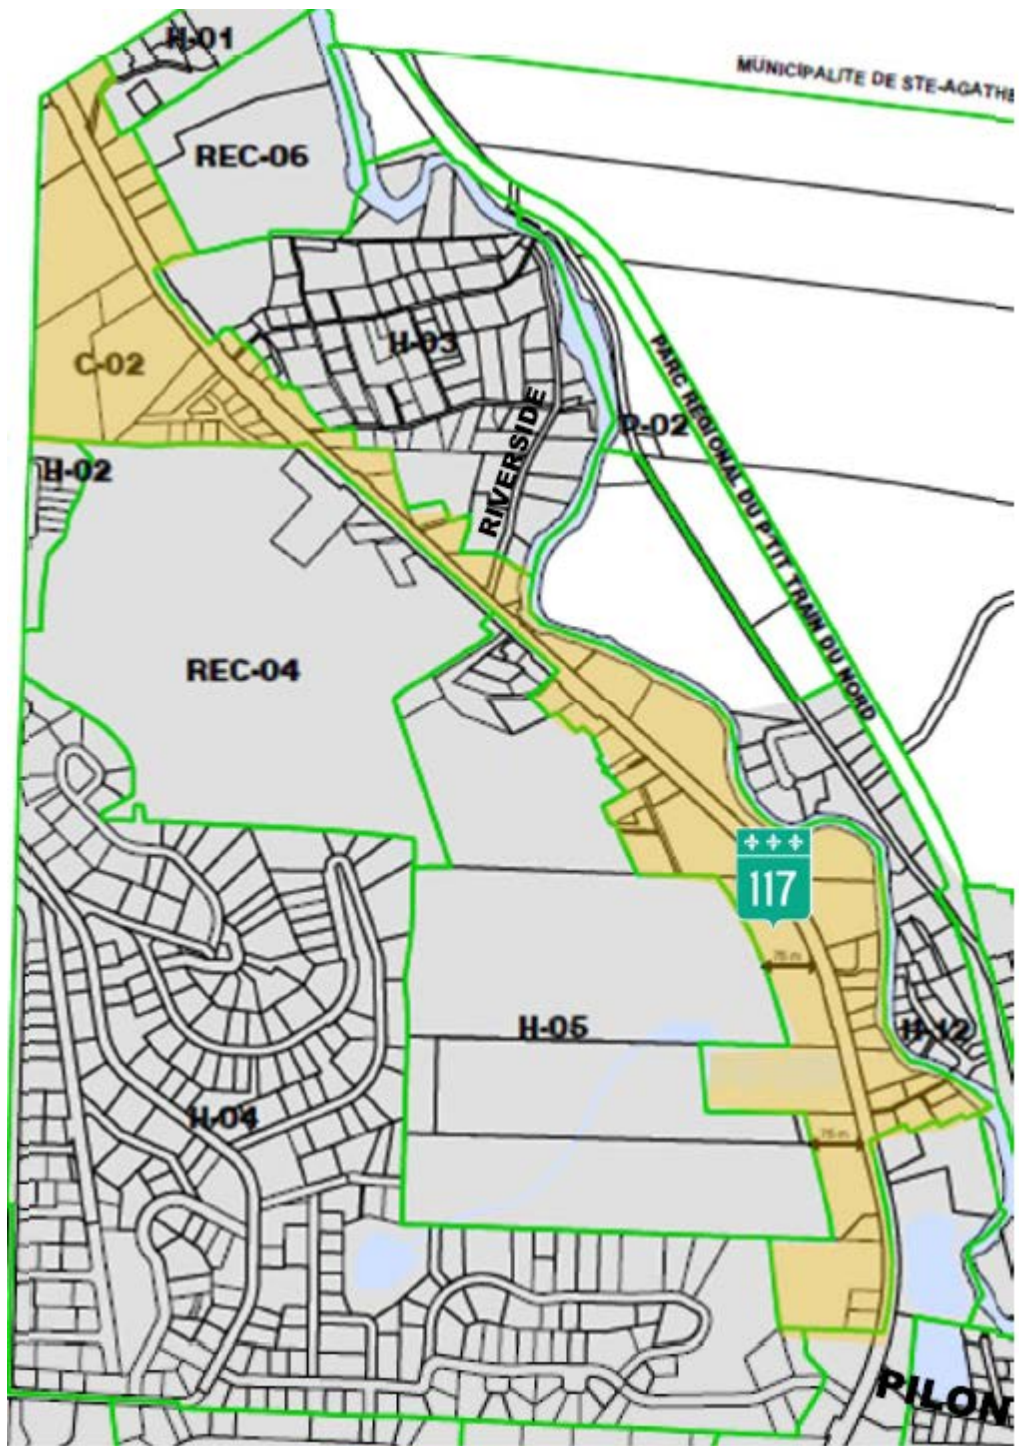 H-01
MUNICIPALITE DE STE-AGATHE
REC-06
H-03
C-02
PARC REGIONAL DU P'TIT TRAIN DU NORD
RIVERSIDE
H-02
REC-04
117
75 m
H-05
H-12
H-04
75 m
PILON